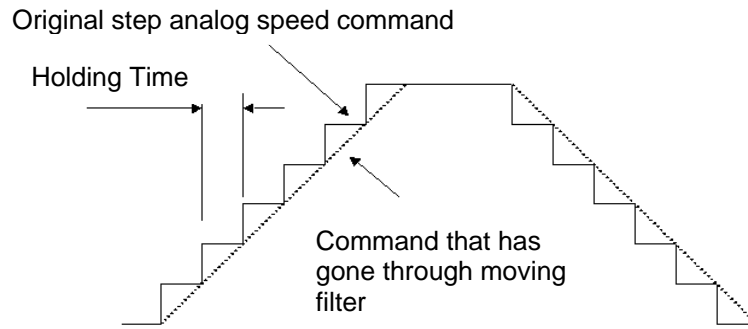 Original step analog speed command
Holding Time
Command that has
gone through moving
filter